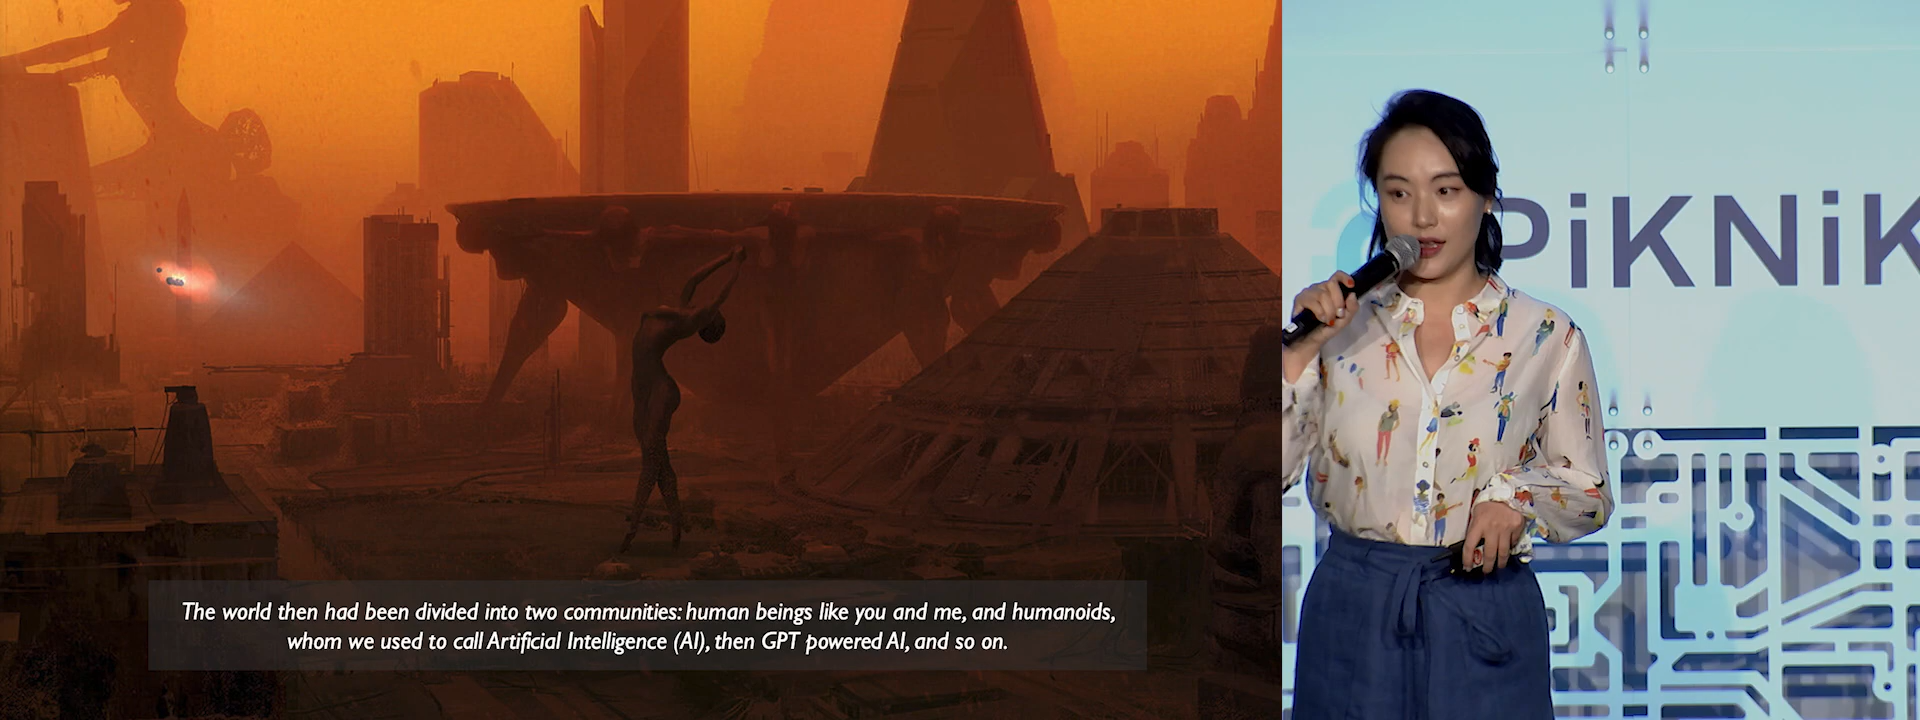 The world then had been divided into two communities: human beings like you and me, and humanoids,
whom we used to call Artificial Intelligence (AI), then GPT powered AI, and so on.
PiKNiK